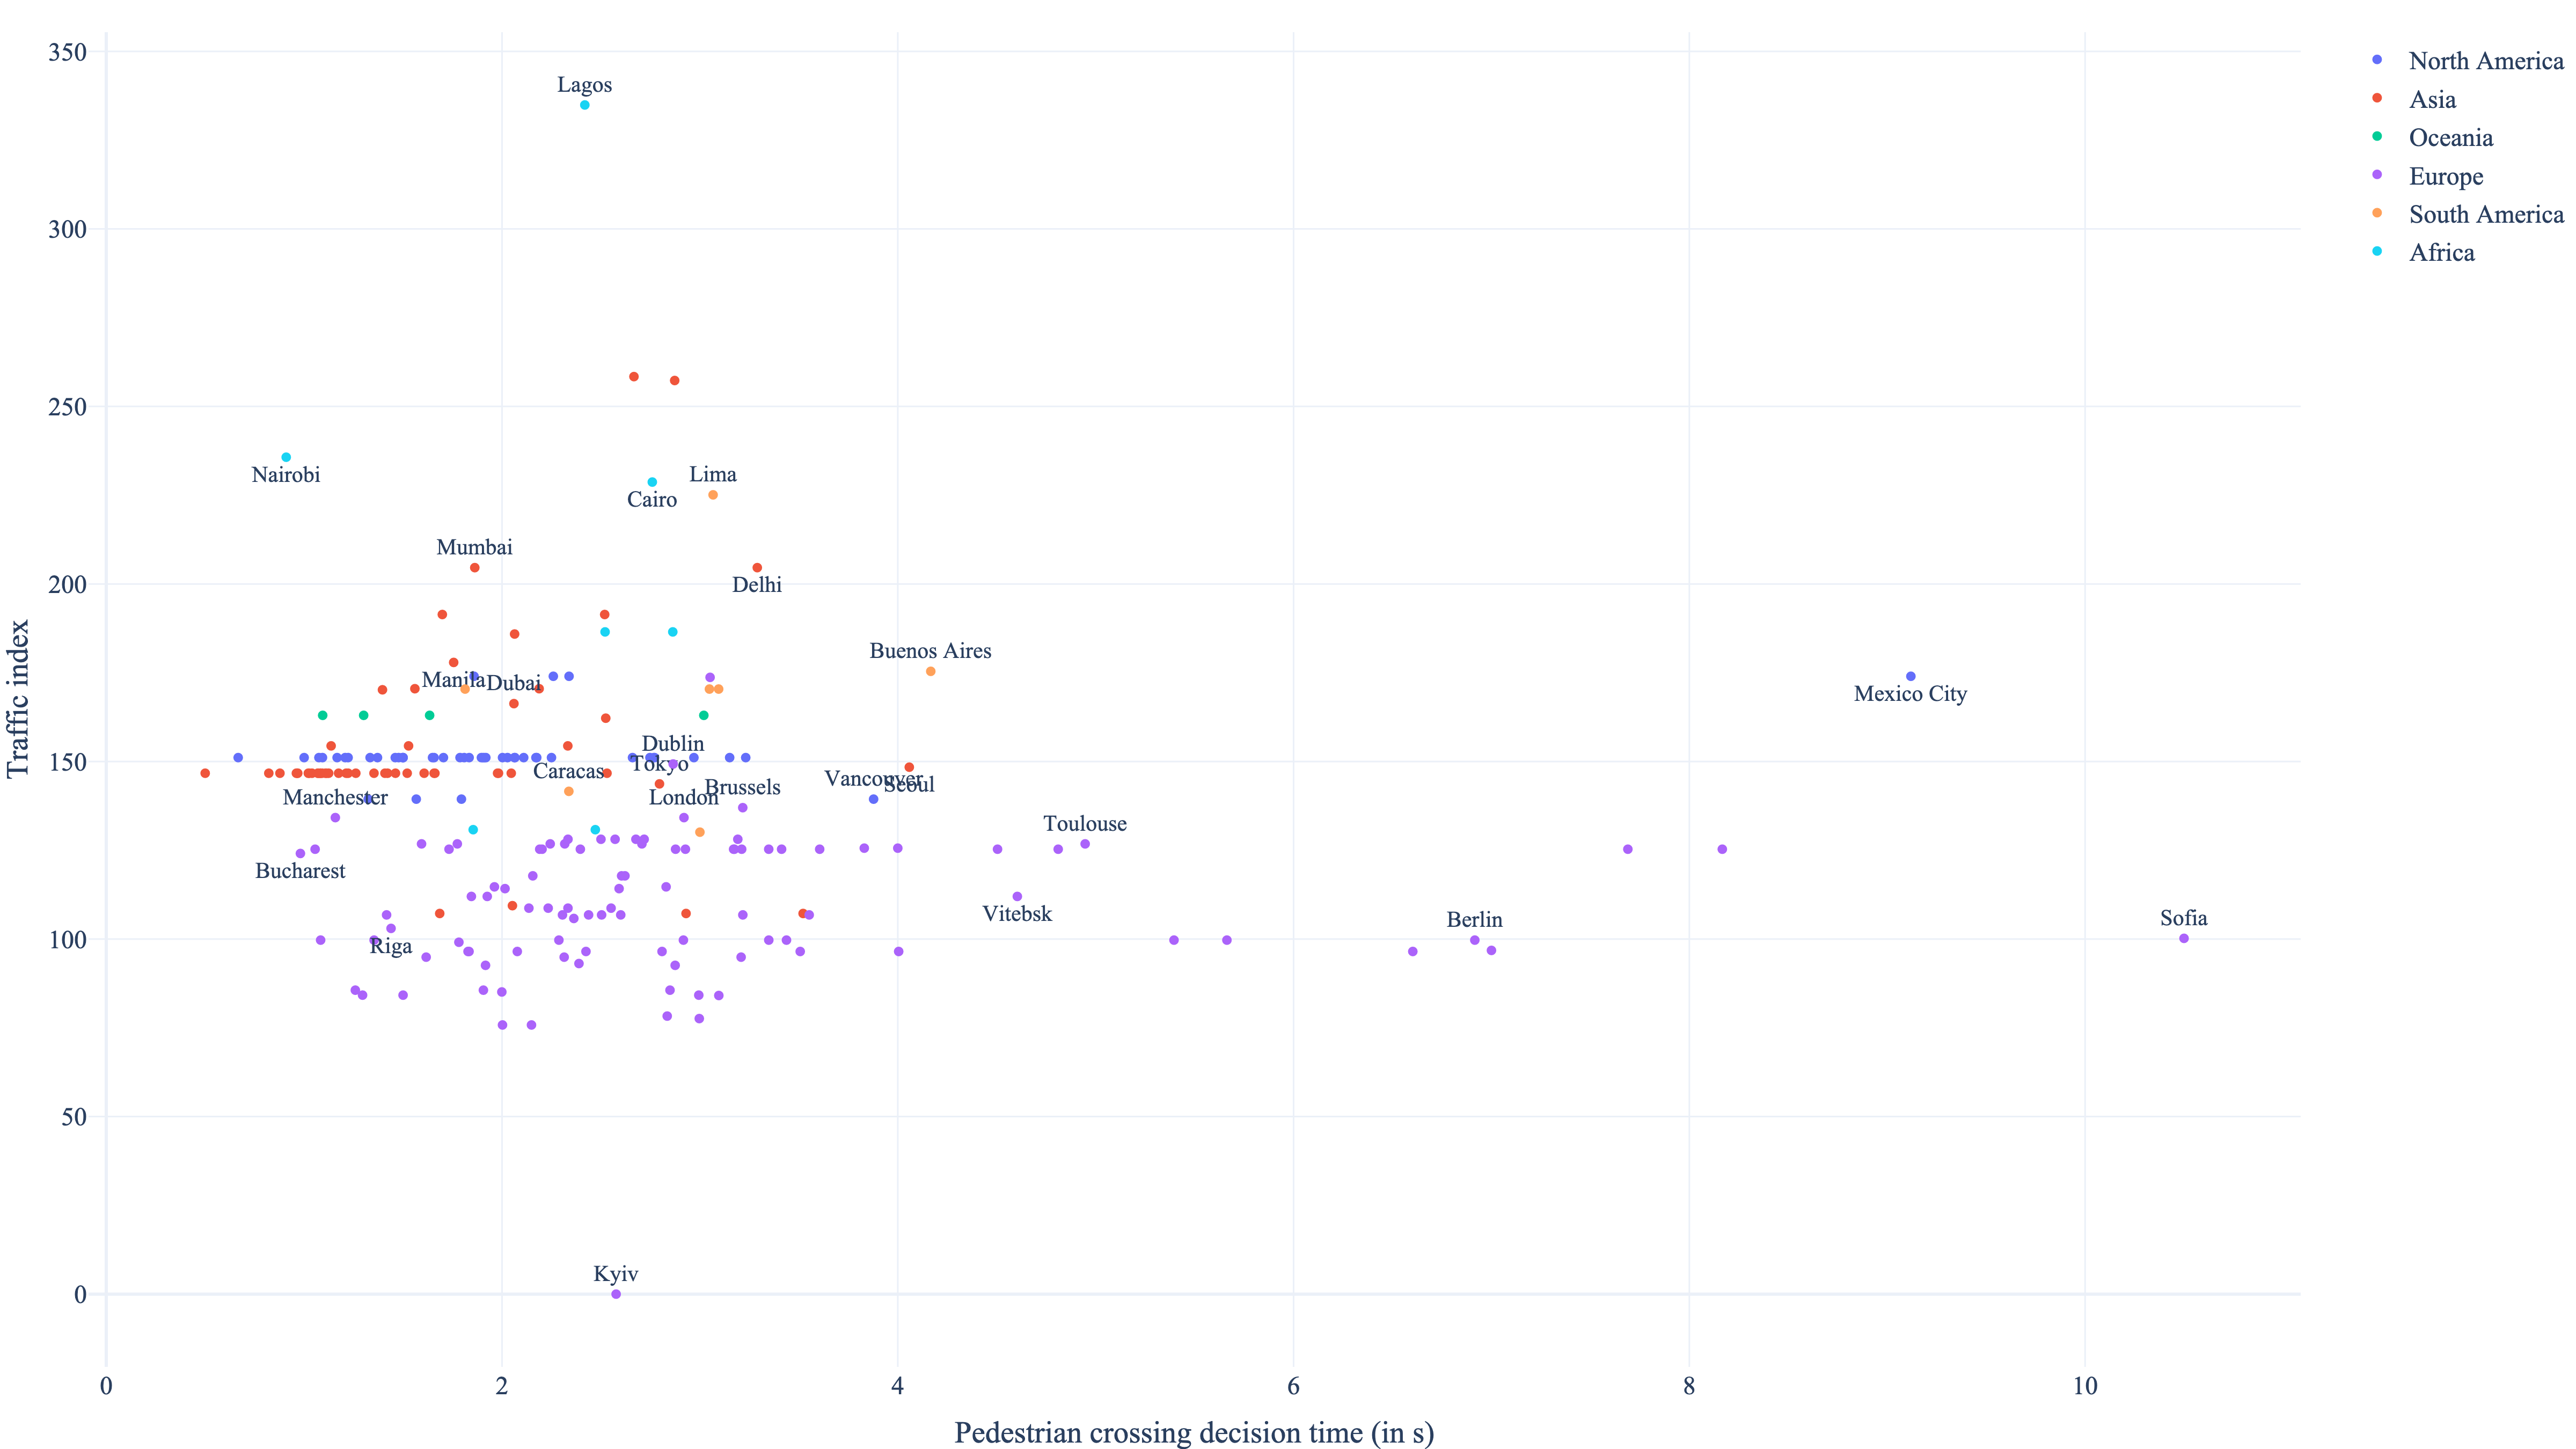 350
300
250
200
150
100
50
0
0
2
4
6
8
10
Traffic index
Pedestrian crossing decision time (in s)
North America
Asia
Oceania
Europe
South America
Africa
Lagos
Nairobi
Lima
Cairo
Mumbai
Delhi
Buenos Aires
Manila
Dubai
Mexico City
Dublin
Tokyo
Caracas
Vancouver
Seoul
Brussels
Manchester
London
Toulouse
Bucharest
Vitebsk
Berlin
Sofia
Riga
Kyiv